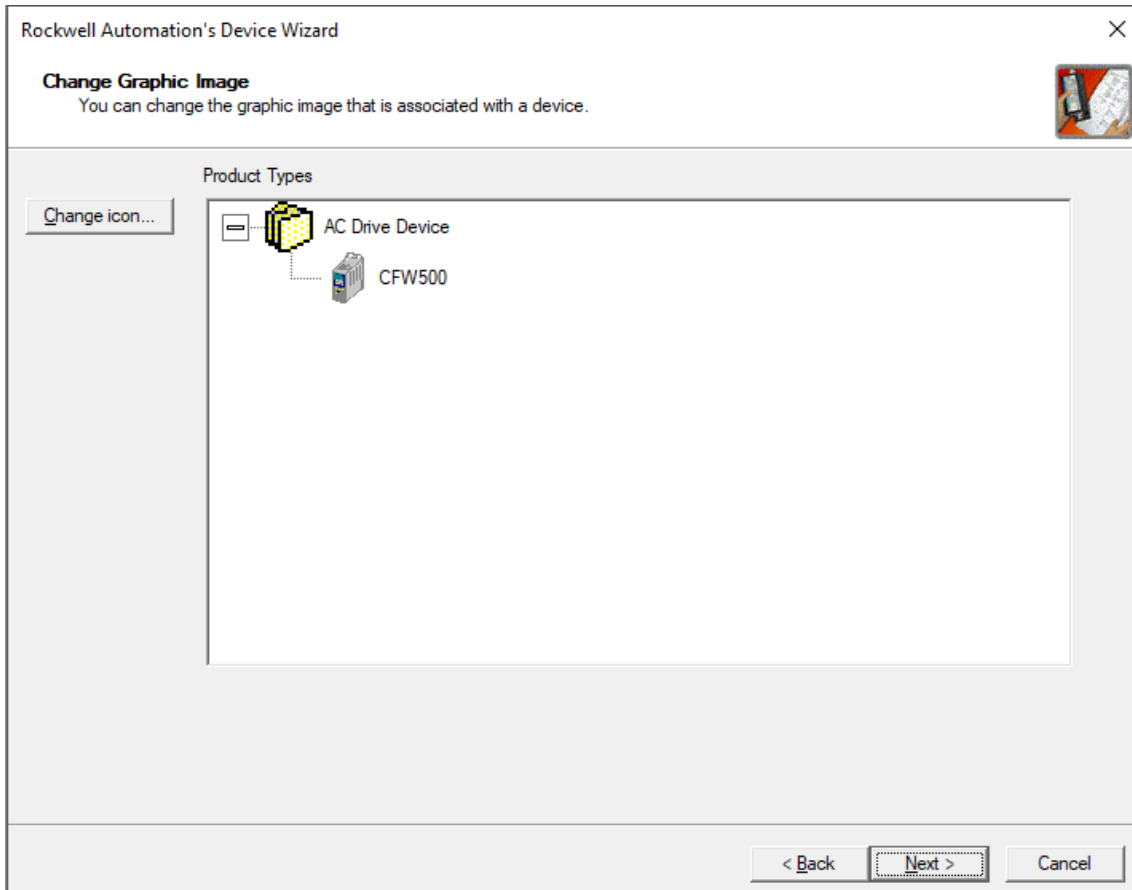 Rockwell Automation's Device Wizard
Change Graphic Image
You can change the graphic image that is associated with a device.
Product Types
Change icon...
AC Drive Device
CFW500
< Back
Next >
Cancel